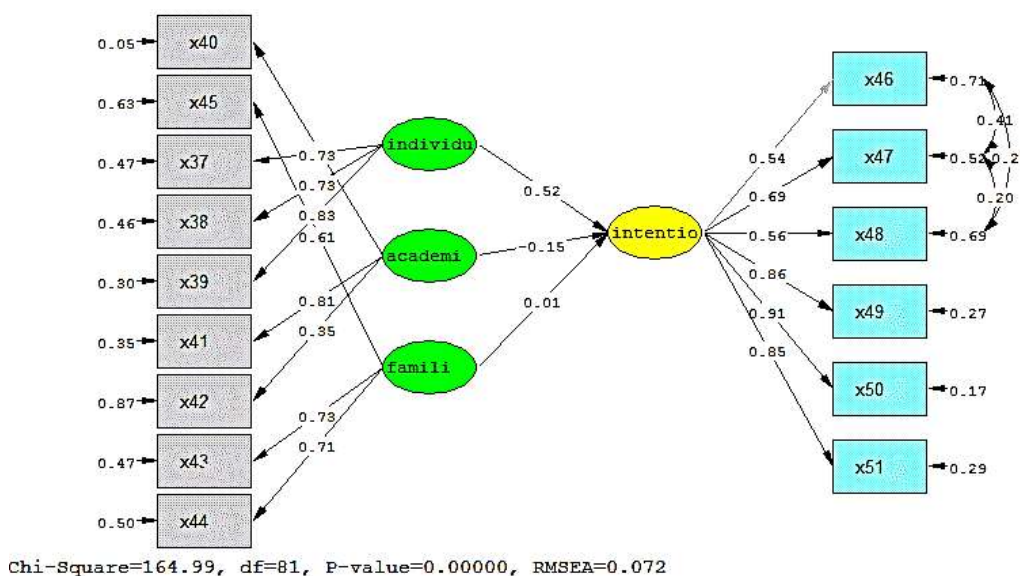 0.05 x40
0.63 x45
0.47 x37
0.46 x38
0.30 x39
0.35 x41
0.87 x42
0.47 x43
0.50 x44
individu
academi
famili
0.73
0.73
0.83
0.61
0.81
0.35
0.73
0.71
0.52
-0.15
0.01
intentio
0.54
0.69
0.56
0.86
0.91
0.85
x46 0.71
x47 0.52
x48 0.69
x49 0.27
x50 0.17
x51 0.29
0.41
0.2
0.20
Chi-Square=164.99, df=81, P-value=0.00000, RMSEA=0.072